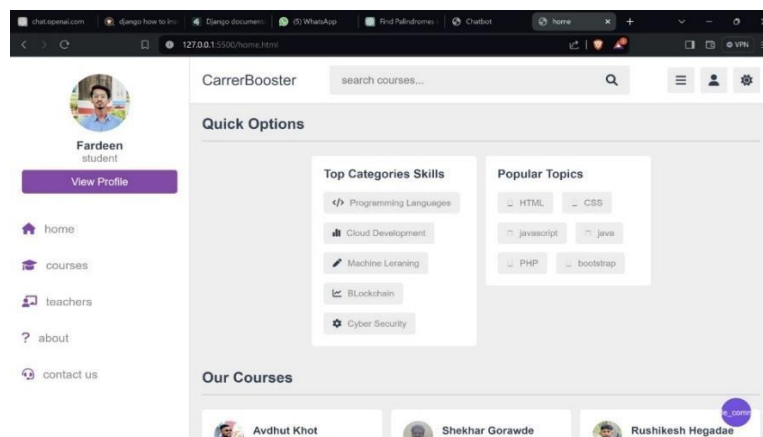 chat.openai.com django how to Django document (5) WhatsApp Find Palindromes Chatbot home
127.0.0.1:5500/home.html VPN
CarrerBooster search courses...
Quick Options
Fardeen
student
View Profile
home
courses
teachers
about
contact us
Top Categories Skills
Programming Languages
Cloud Development
Machine Leraning
BLockchain
Cyber Security
Popular Topics
HTML CSS
javascript java
PHP bootstrap
Our Courses
Avdhut Khot Shekhar Gorawde Rushikesh Hegadae